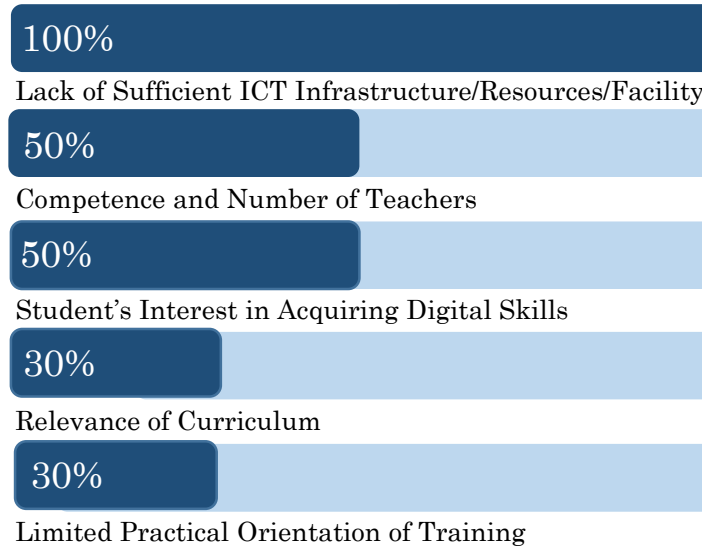 100%
Lack of Sufficient ICT Infrastructure/Resources/Facility
50%
Competence and Number of Teachers
50%
Student’s Interest in Acquiring Digital Skills
30%
Relevance of Curriculum
30%
Limited Practical Orientation of Training